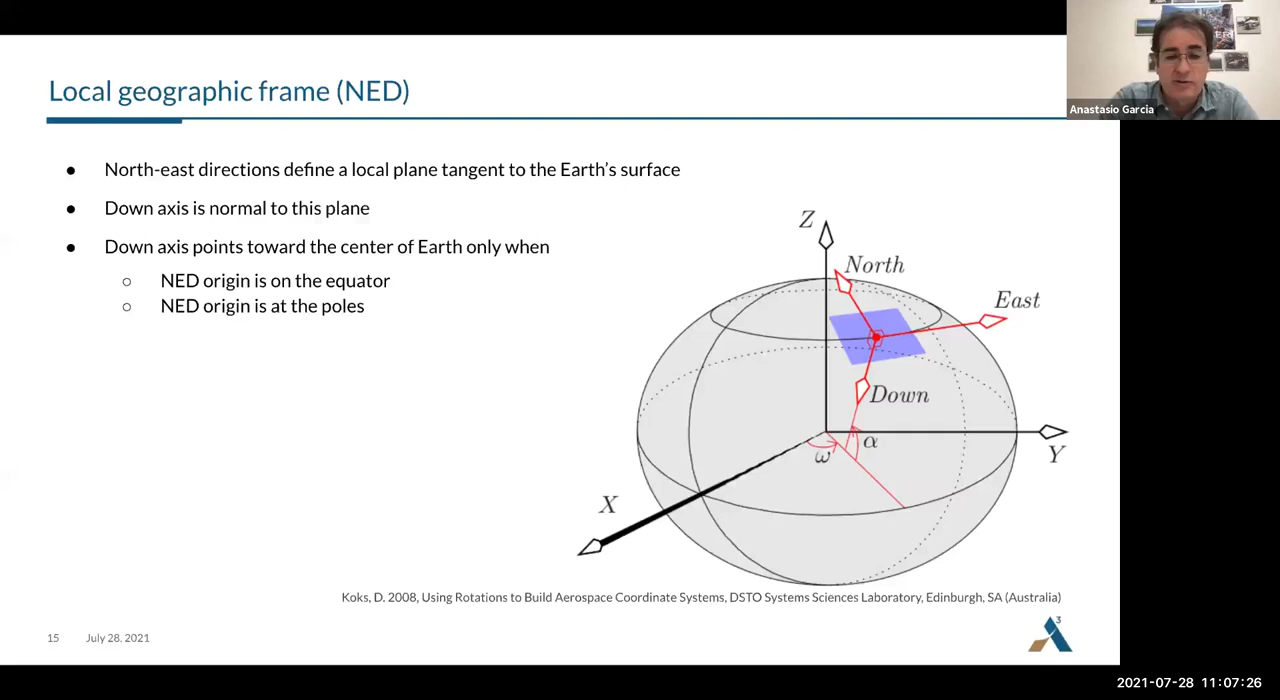 Local geographic frame (NED)
Anastasio Garcia
● North-east directions define a local plane tangent to the Earth's surface
● Down axis is normal to this plane
● Down axis points toward the center of Earth only when
○ NED origin is on the equator
○ NED origin is at the poles
Z
North
East
Down
α
ω
Y
X
Koks, D. 2008, Using Rotations to Build Aerospace Coordinate Systems, DSTO Systems Sciences Laboratory, Edinburgh, SA (Australia)
15 July 28, 2021
3
2021-07-28 11:07:26